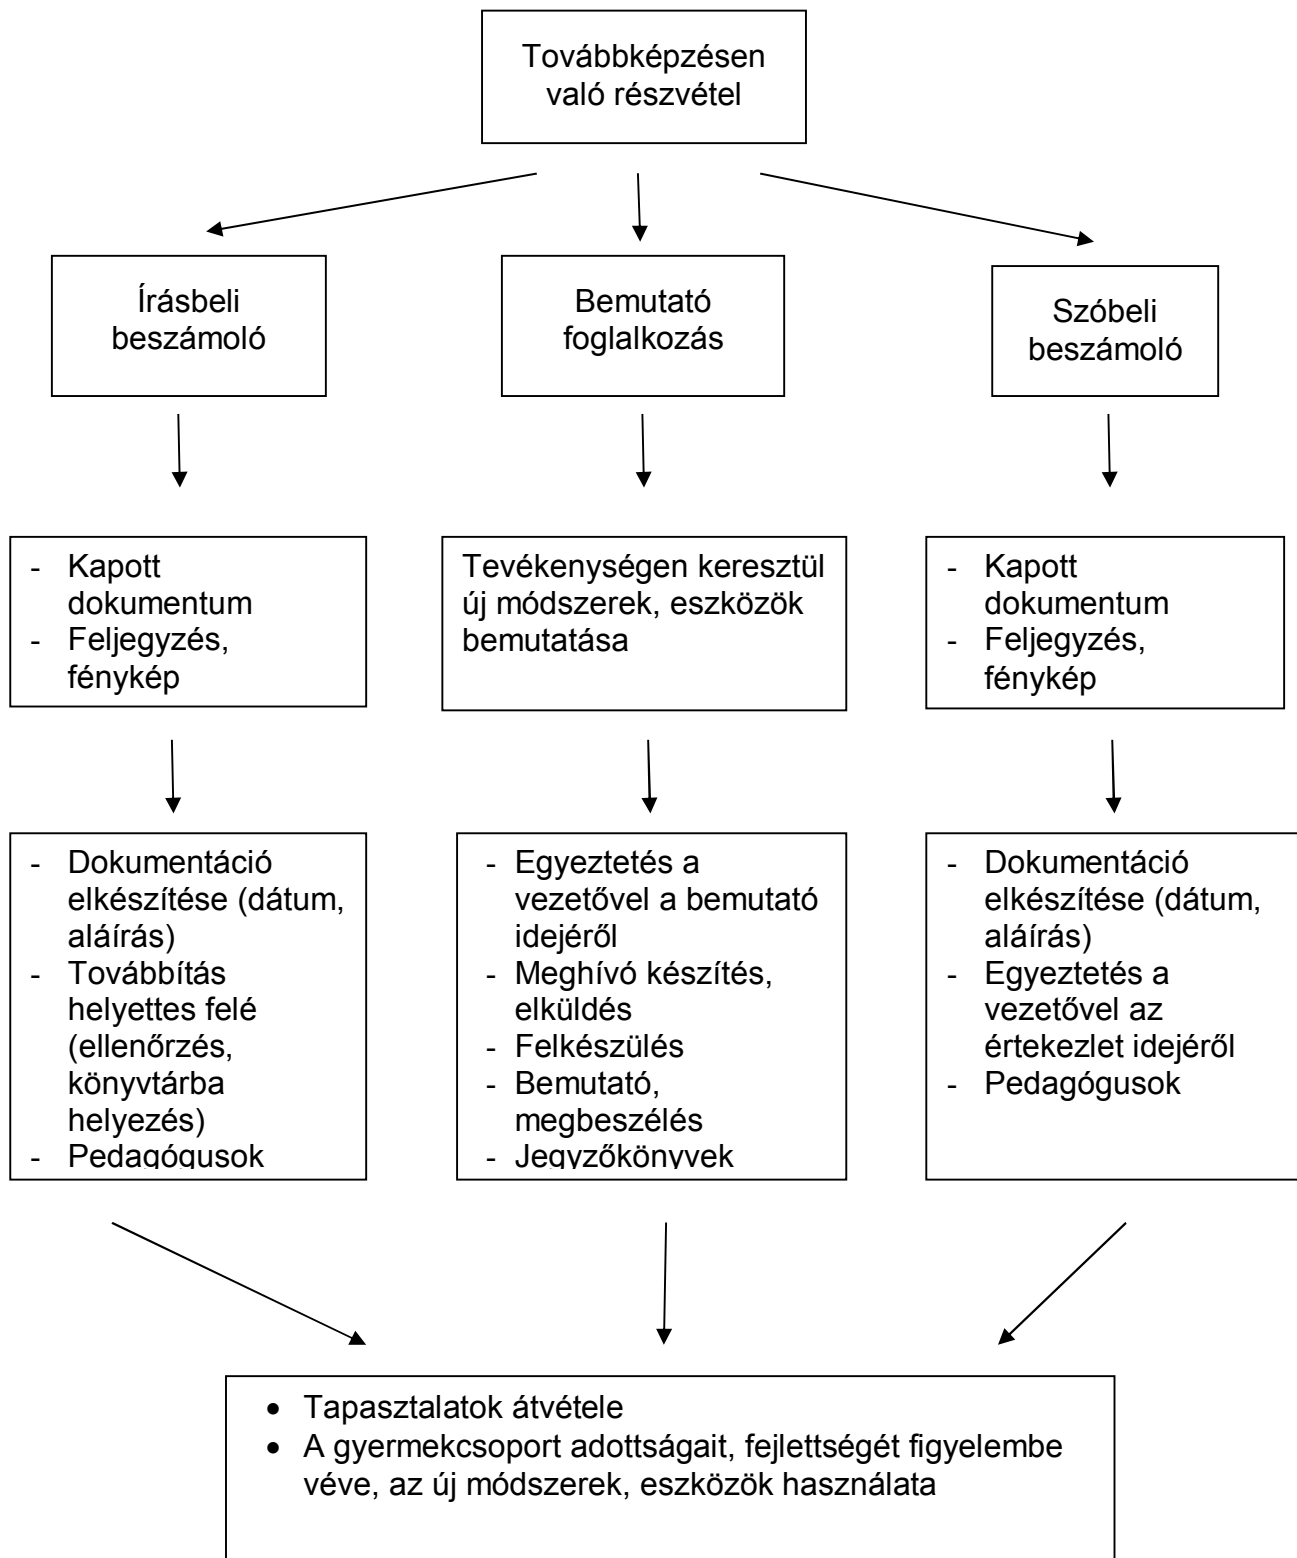 Továbbképzésen
való részvétel
Írásbeli
beszámoló
Bemutató
foglalkozás
Szóbeli
beszámoló
- Kapott
dokumentum
- Feljegyzés,
fénykép
Tevékenységen keresztül
új módszerek, eszközök
bemutatása
- Kapott
dokumentum
- Feljegyzés,
fénykép
- Dokumentáció
elkészítése (dátum,
aláírás)
- Továbbítás
helyettes felé
(ellenőrzés,
könyvtárba
helyezés)
- Pedagógusok
- Egyeztetés a
vezetővel a bemutató
idejéről
- Meghívó készítés,
elküldés
- Felkészülés
- Bemutató,
megbeszélés
- Jegyzőkönyvek
- Dokumentáció
elkészítése (dátum,
aláírás)
- Egyeztetés a
vezetővel az
értekezlet idejéről
- Pedagógusok
• Tapasztalatok átvétele
• A gyermekcsoport adottságait, fejlettségét figyelembe
véve, az új módszerek, eszközök használata